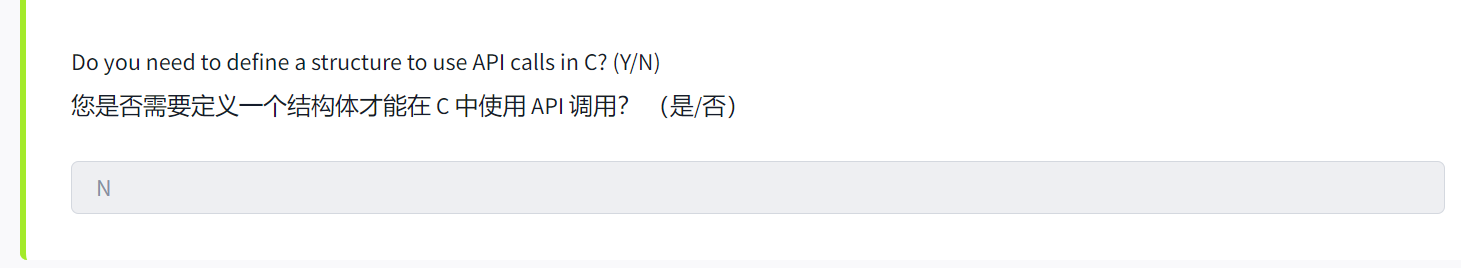 Do you need to define a structure to use API calls in C? (Y/N)
您是否需要定义一个结构体才能在 C 中使用 API 调用？ （是/否）
N